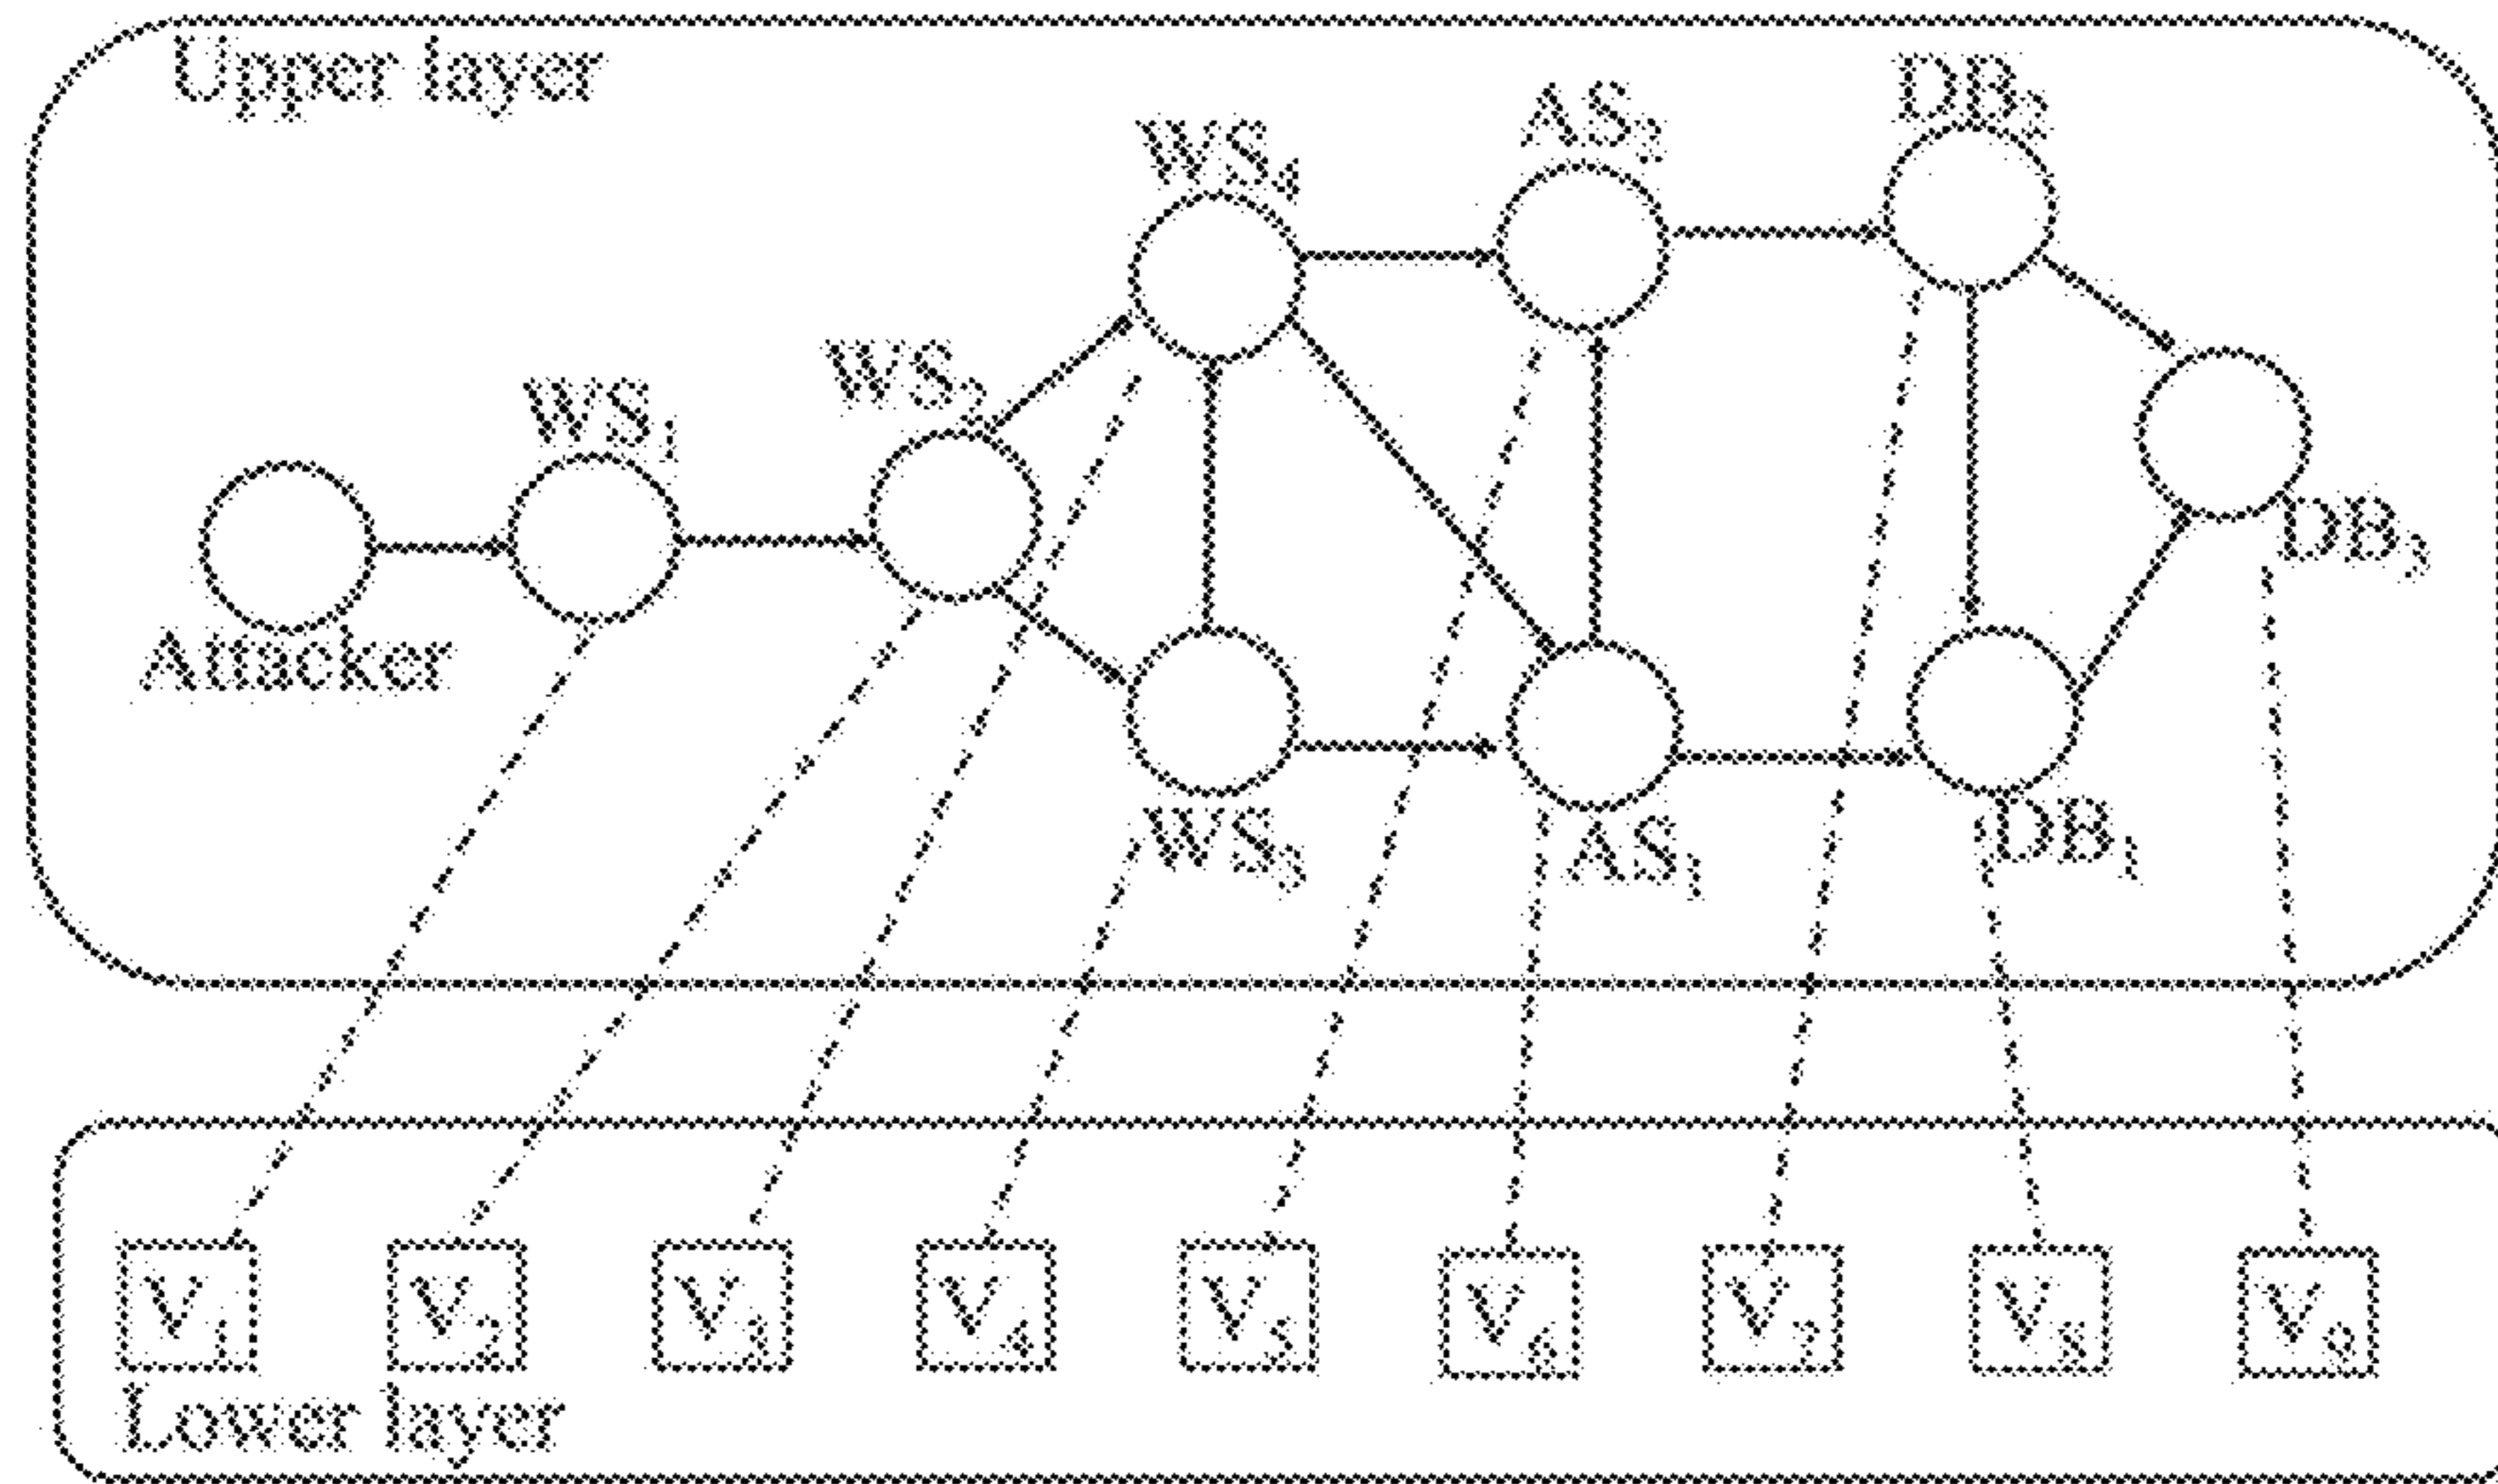 Upper layer
DB₂
AS₂
WS₄
WS₂
WS₁
DB₃
Attacker
WS₃
AS₁
DB₁
V₁ V₂ V₃ V₄ V₅ V₆ V₇ V₈ V₉
Lower layer